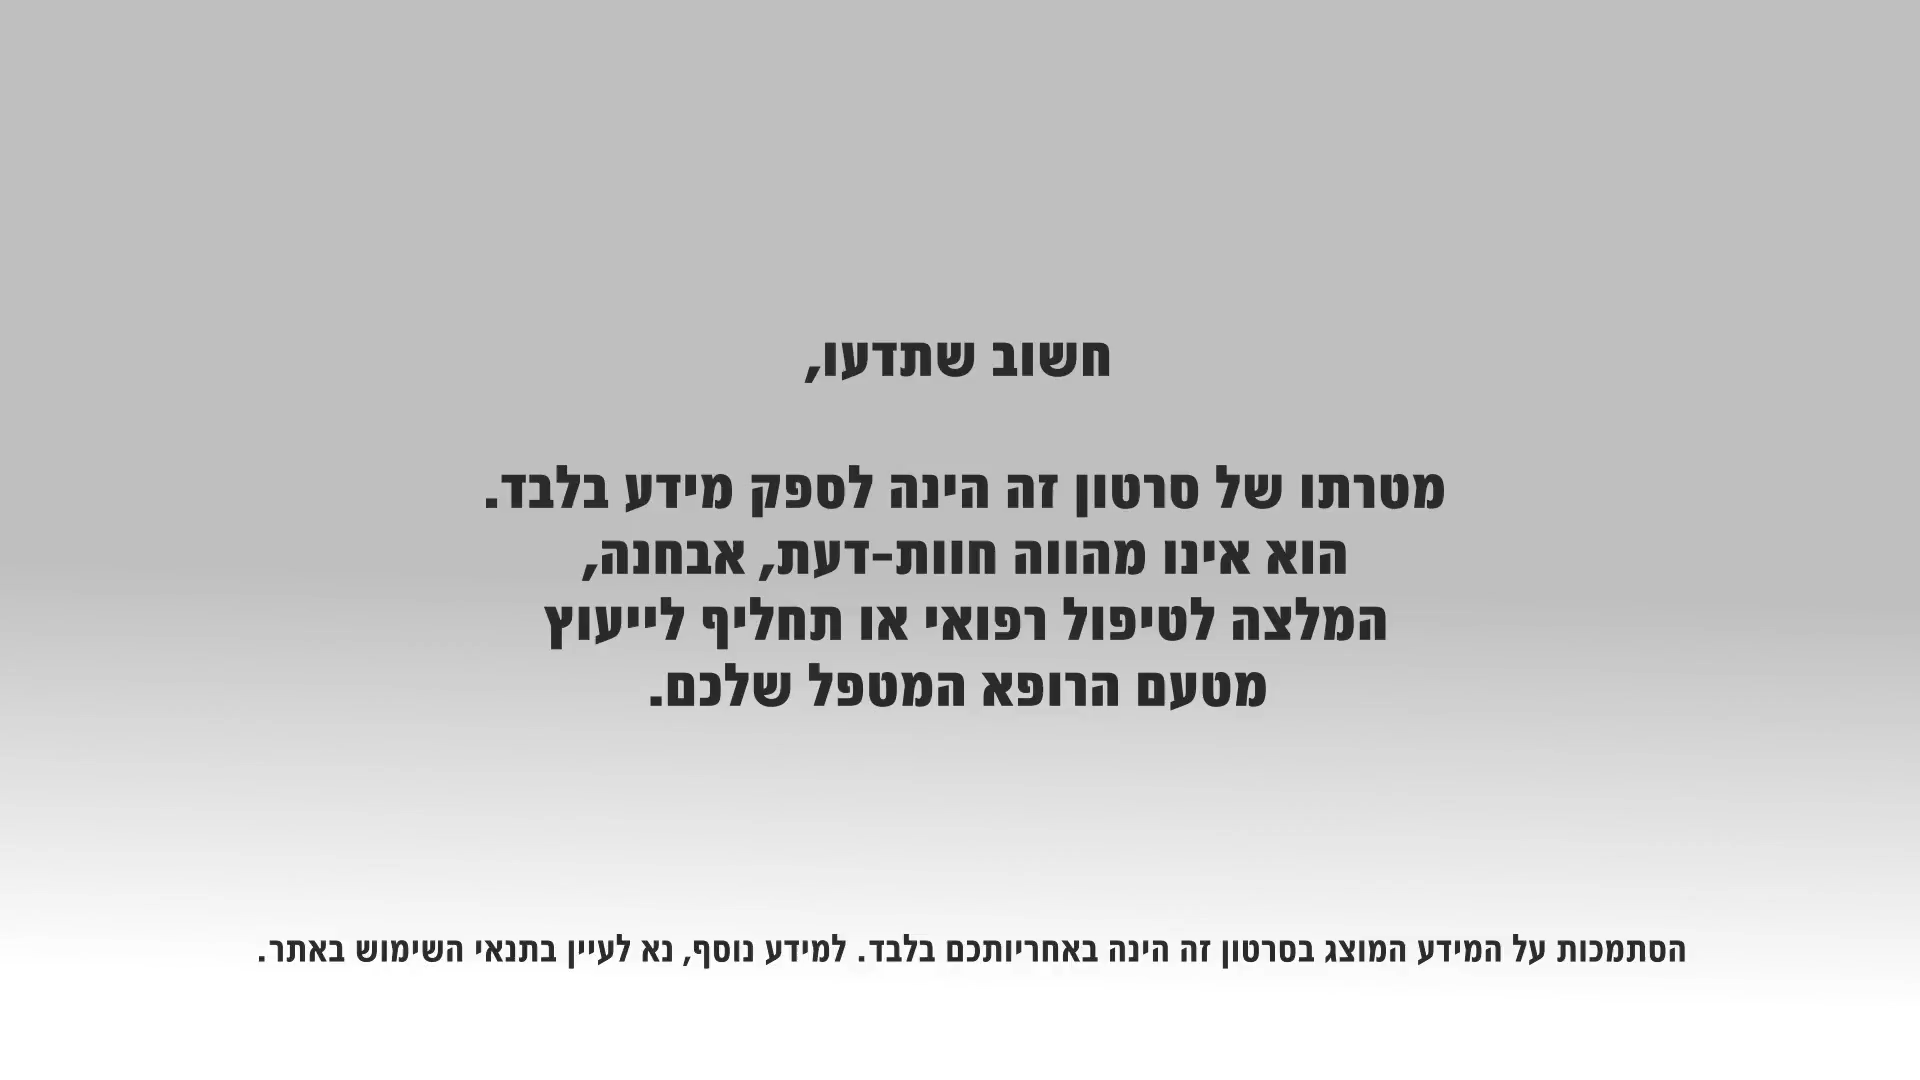 חשוב שתדעו,
מטרתו של סרטון זה הינה לספק מידע בלבד.
הוא אינו מהווה חוות-דעת, אבחנה,
המלצה לטיפול רפואי או תחליף לייעוץ
מטעם הרופא המטפל שלכם.
הסתמכות על המידע המוצג בסרטון זה הינה באחריותכם בלבד. למידע נוסף, נא לעיין בתנאי השימוש באתר.